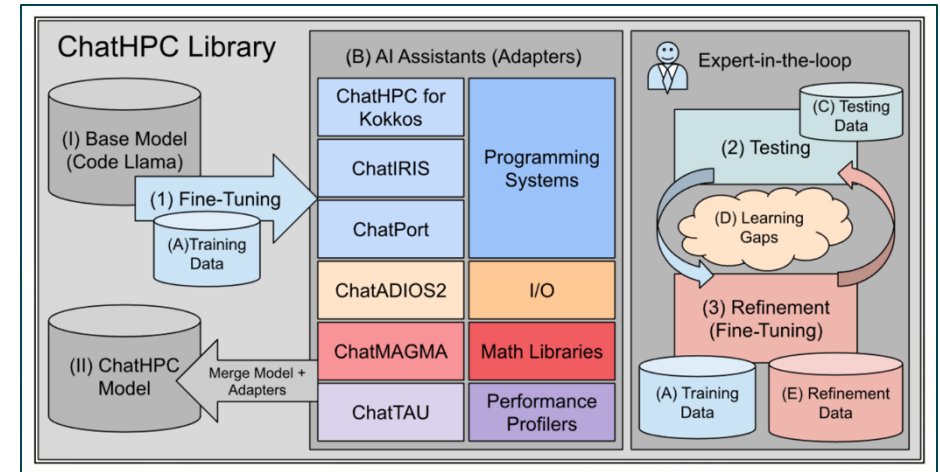 ChatHPC Library
(I) Base Model
(Code Llama)
(1) Fine-Tuning
(A)Training
Data
(II) ChatHPC
Model
Merge Model +
Adapters
(B) AI Assistants (Adapters)
ChatHPC for
Kokkos
ChatIRIS
ChatPort
Programming
Systems
ChatADIOS2
I/O
ChatMAGMA
Math Libraries
ChatTAU
Performance
Profilers
Expert-in-the-loop
(C) Testing
Data
(2) Testing
(D) Learning
Gaps
(3) Refinement
(Fine-Tuning)
(A) Training
Data
(E) Refinement
Data